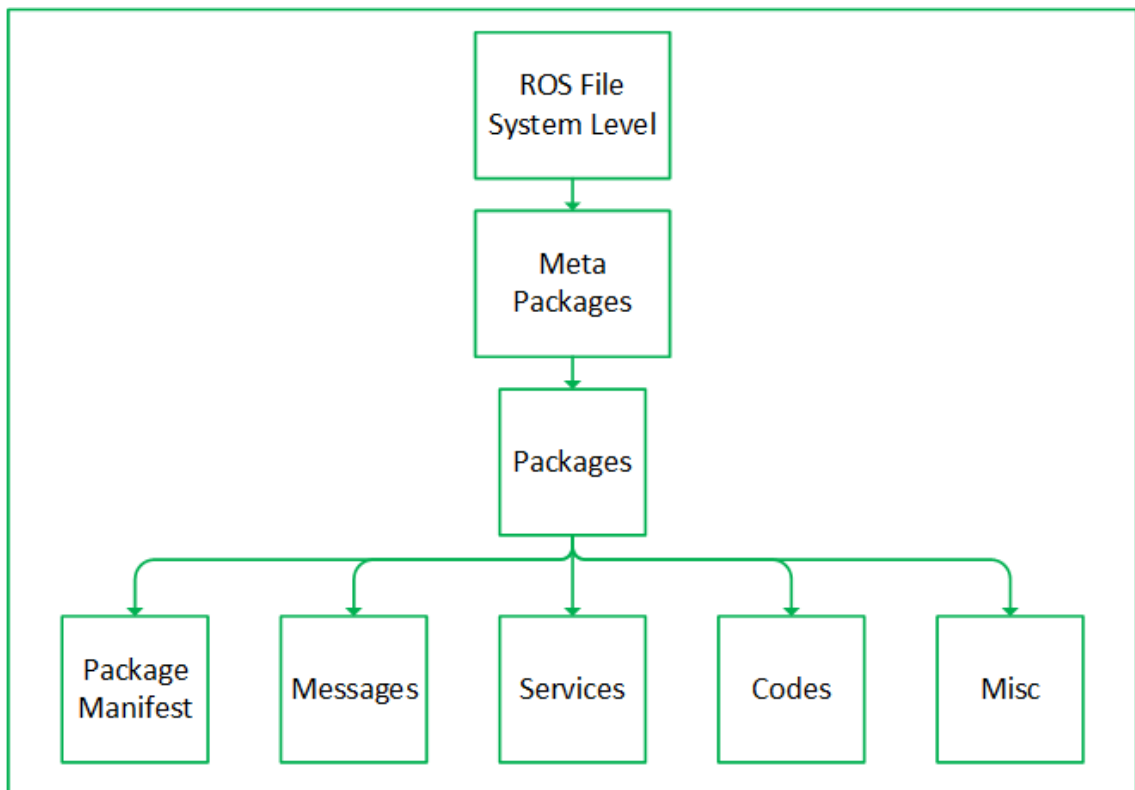 ROS File
System Level
Meta
Packages
Packages
Package
Manifest
Messages
Services
Codes
Misc